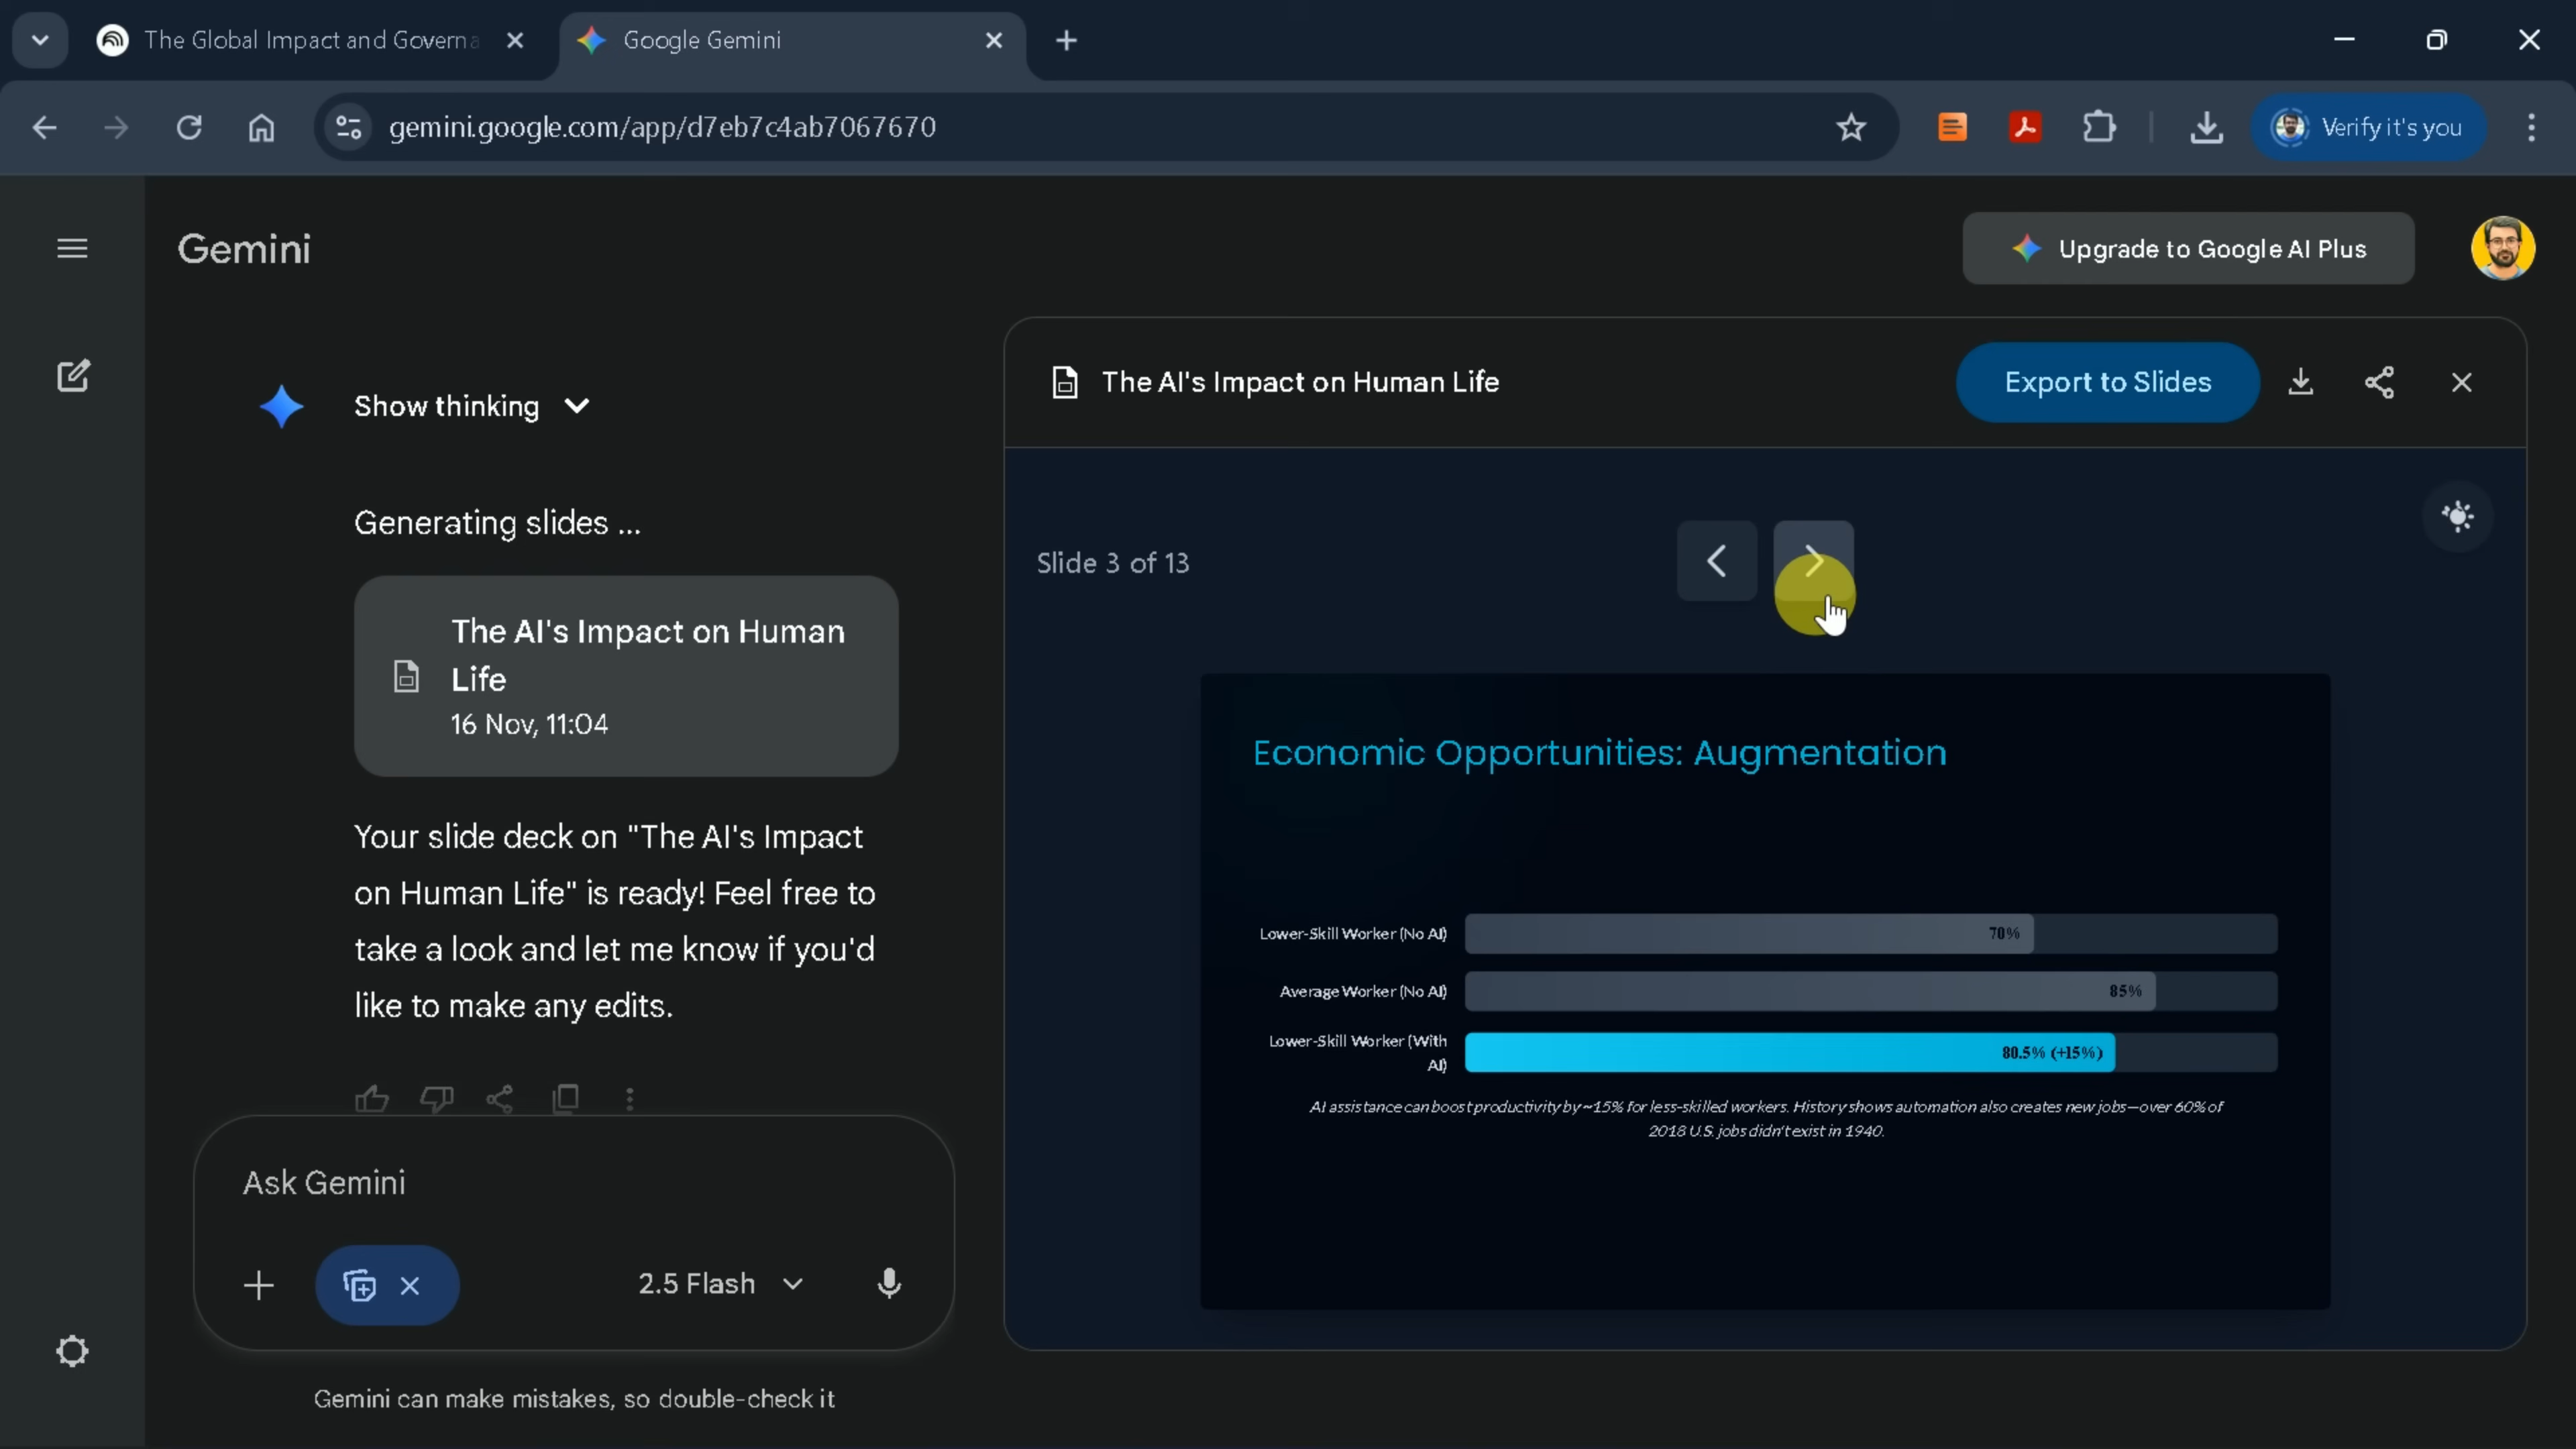 The Global Impact and Governa
Google Gemini
gemini.google.com/app/d7eb7c4ab7067670
Verify it's you
Gemini
Upgrade to Google AI Plus
Show thinking
Generating slides ...
The AI's Impact on Human
Life
16 Nov, 11:04
Your slide deck on "The AI's Impact
on Human Life" is ready! Feel free to
take a look and let me know if you'd
like to make any edits.
Ask Gemini
2.5 Flash
Gemini can make mistakes, so double-check it
The AI's Impact on Human Life
Export to Slides
Slide 3 of 13
Economic Opportunities: Augmentation
Lower-Skill Worker (No AI)
70%
Average Worker (No AI)
85%
Lower-Skill Worker (With
AI)
80.5% (+15%)
AI assistance can boost productivity by ~15% for less-skilled workers. History shows automation also creates new jobs—over 60% of
2018 U.S. jobs didn't exist in 1940.